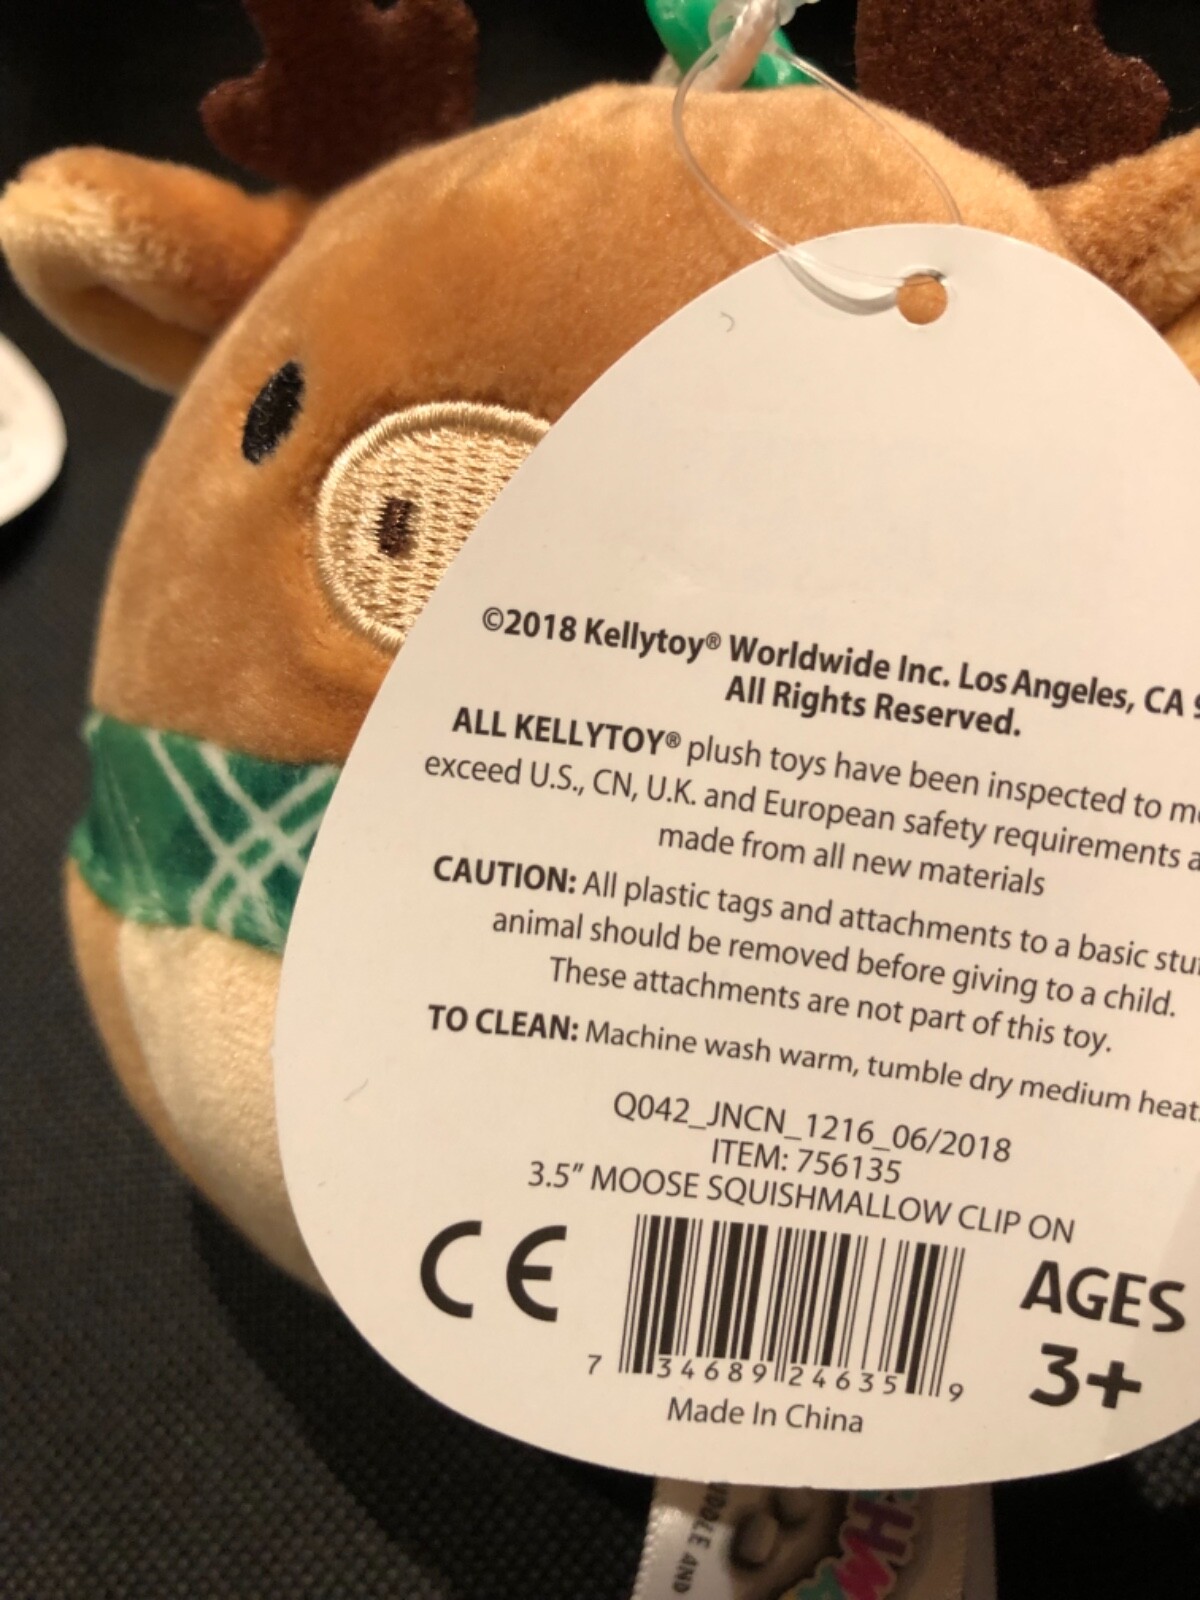 ©2018 Kellytoy® Worldwide Inc. Los Angeles, CA
All Rights Reserved.
ALL KELLYTOY® plush toys have been inspected to
exceed U.S., CN, U.K. and European safety requirements
made from all new materials
CAUTION: All plastic tags and attachments to a basic
animal should be removed before giving to a child.
These attachments are not part of this toy.
TO CLEAN: Machine wash warm, tumble dry medium heat.
Q042_JNCN_1216_06/2018
ITEM: 756135
3.5" MOOSE SQUISHMALLOW CLIP ON
CE
AGES
3+
7 34689 24635 9
Made In China
AND